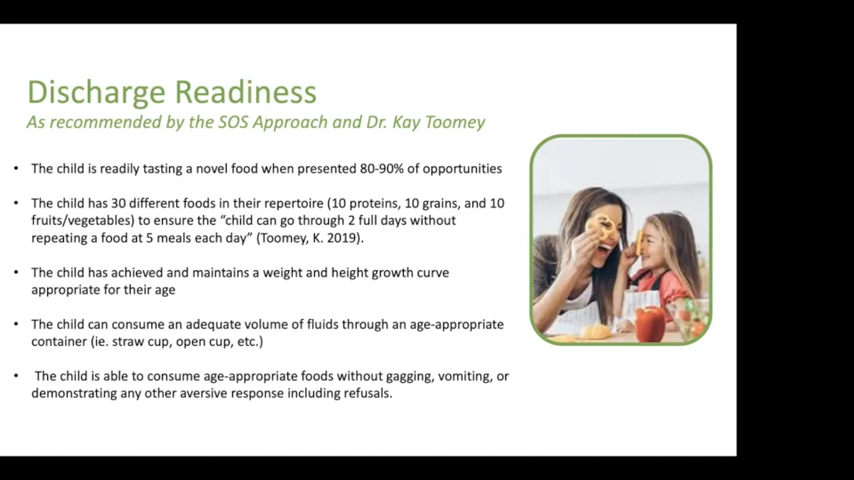 Discharge Readiness
As recommended by the SOS Approach and Dr. Kay Toomey
• The child is readily tasting a novel food when presented 80-90% of opportunities
• The child has 30 different foods in their repertoire (10 proteins, 10 grains, and 10
fruits/vegetables) to ensure the “child can go through 2 full days without
repeating a food at 5 meals each day” (Toomey, K. 2019).
• The child has achieved and maintains a weight and height growth curve
appropriate for their age
• The child can consume an adequate volume of fluids through an age-appropriate
container (ie. straw cup, open cup, etc.)
• The child is able to consume age-appropriate foods without gagging, vomiting, or
demonstrating any other aversive response including refusals.